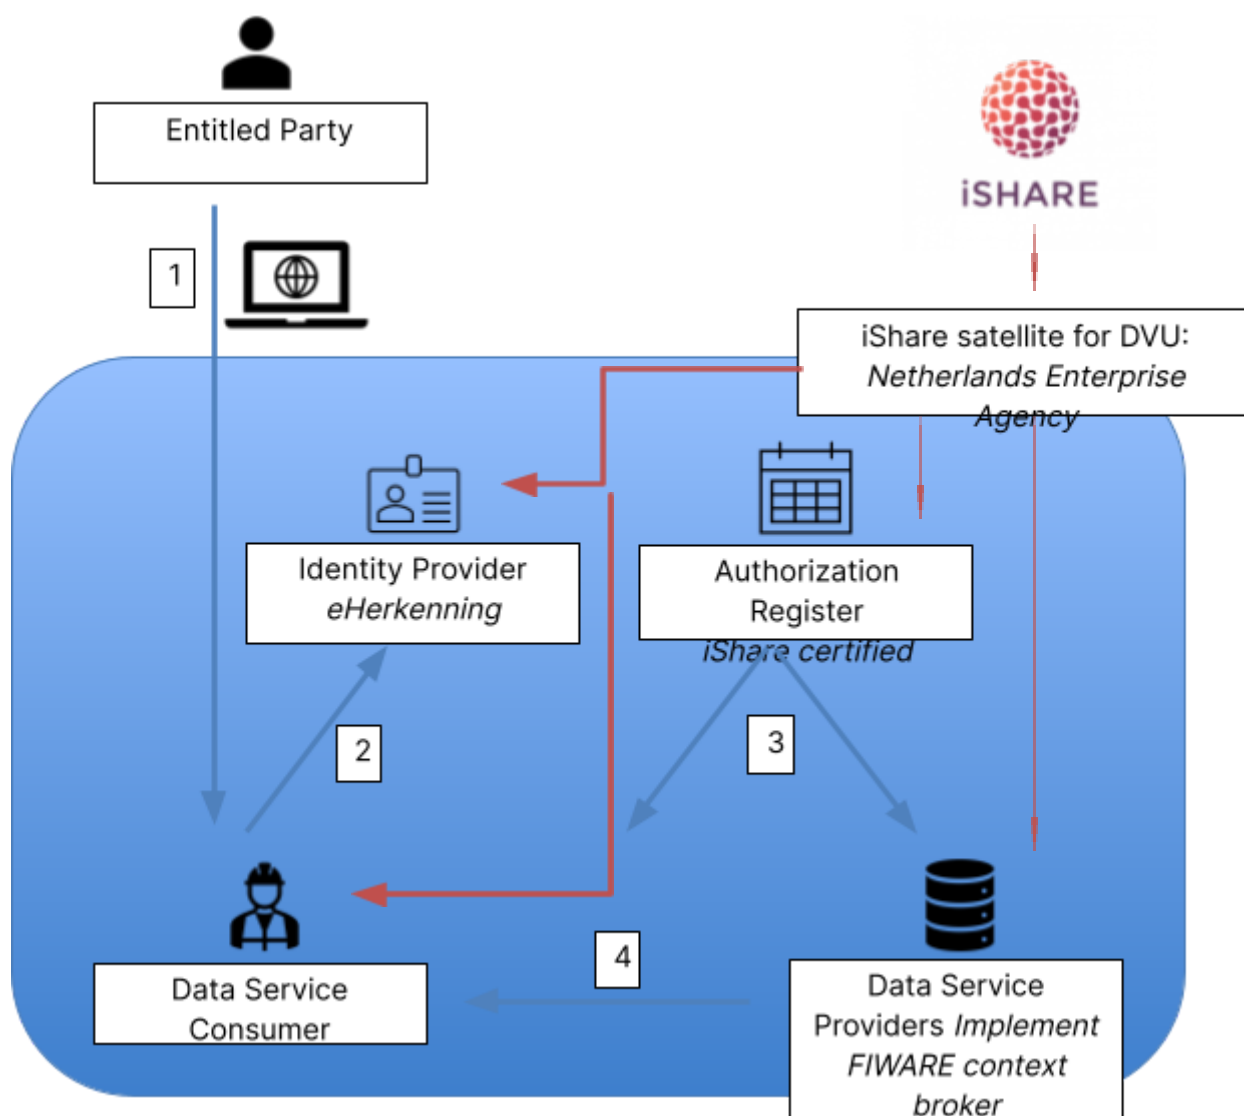 Entitled Party
iSHARE
1
iShare satellite for DVU:
Netherlands Enterprise
Agency
Identity Provider
eHerkenning
Authorization
Register
iShare certified
2
3
4
Data Service
Consumer
Data Service
Providers Implement
FIWARE context
broker